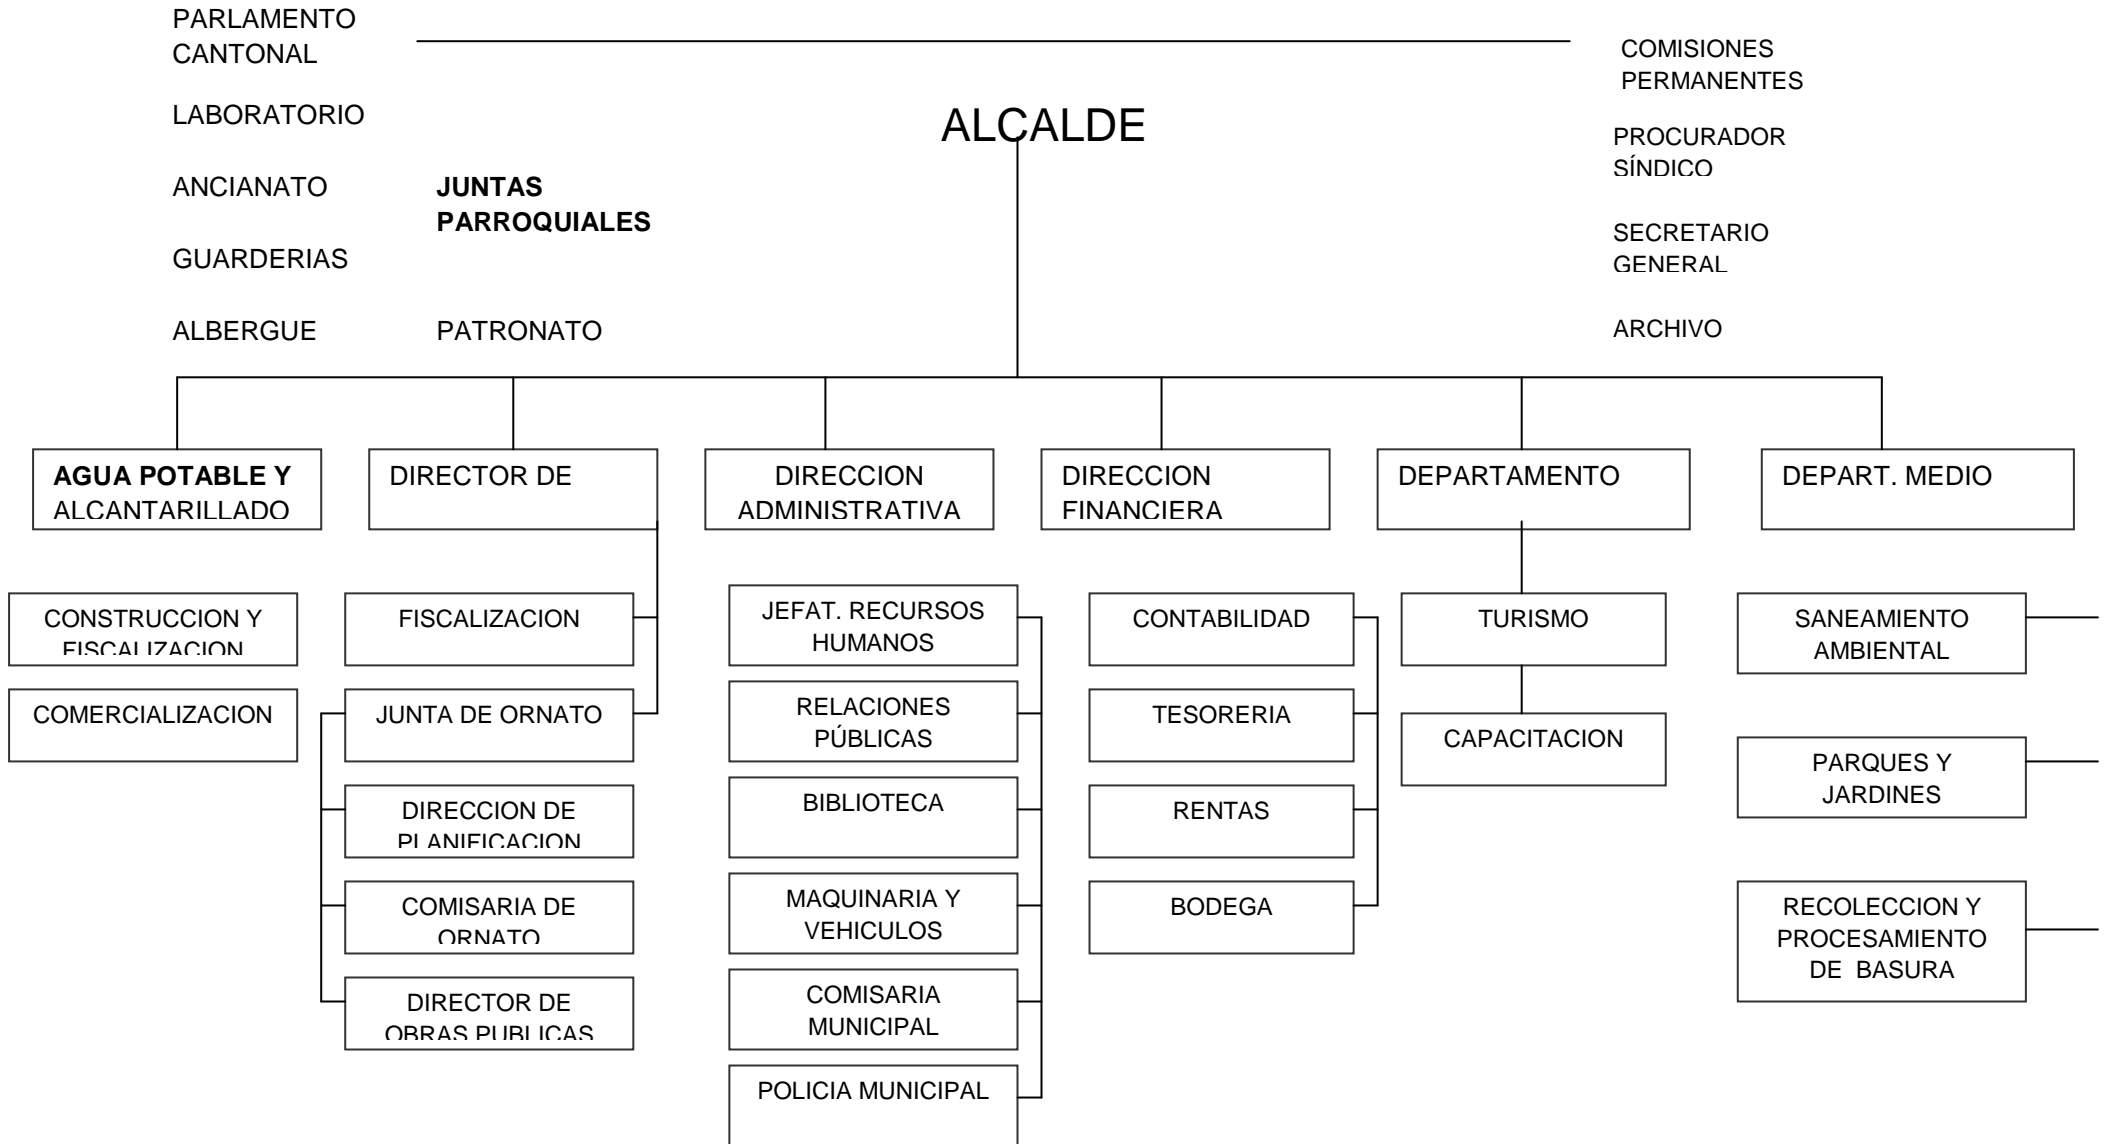 PARLAMENTO
CANTONAL
COMISIONES
PERMANENTES
LABORATORIO
ALCALDE
PROCURADOR
SÍNDICO
ANCIANATO
JUNTAS
PARROQUIALES
SECRETARIO
GENERAL
GUARDERIAS
ALBERGUE
PATRONATO
ARCHIVO
AGUA POTABLE Y
ALCANTARILLADO
DIRECTOR DE
DIRECCION
ADMINISTRATIVA
DIRECCION
FINANCIERA
DEPARTAMENTO
DEPART. MEDIO
CONSTRUCCION Y
FISCALIZACION
COMERCIALIZACION
FISCALIZACION
JUNTA DE ORNATO
DIRECCION DE
PLANIFICACION
COMISARIA DE
ORNATO
DIRECTOR DE
OBRAS PUBLICAS
JEFAT. RECURSOS
HUMANOS
RELACIONES
PÚBLICAS
BIBLIOTECA
MAQUINARIA Y
VEHICULOS
COMISARIA
MUNICIPAL
POLICIA MUNICIPAL
CONTABILIDAD
TESORERIA
RENTAS
BODEGA
TURISMO
CAPACITACION
SANEAMIENTO
AMBIENTAL
PARQUES Y
JARDINES
RECOLECCION Y
PROCESAMIENTO
DE BASURA